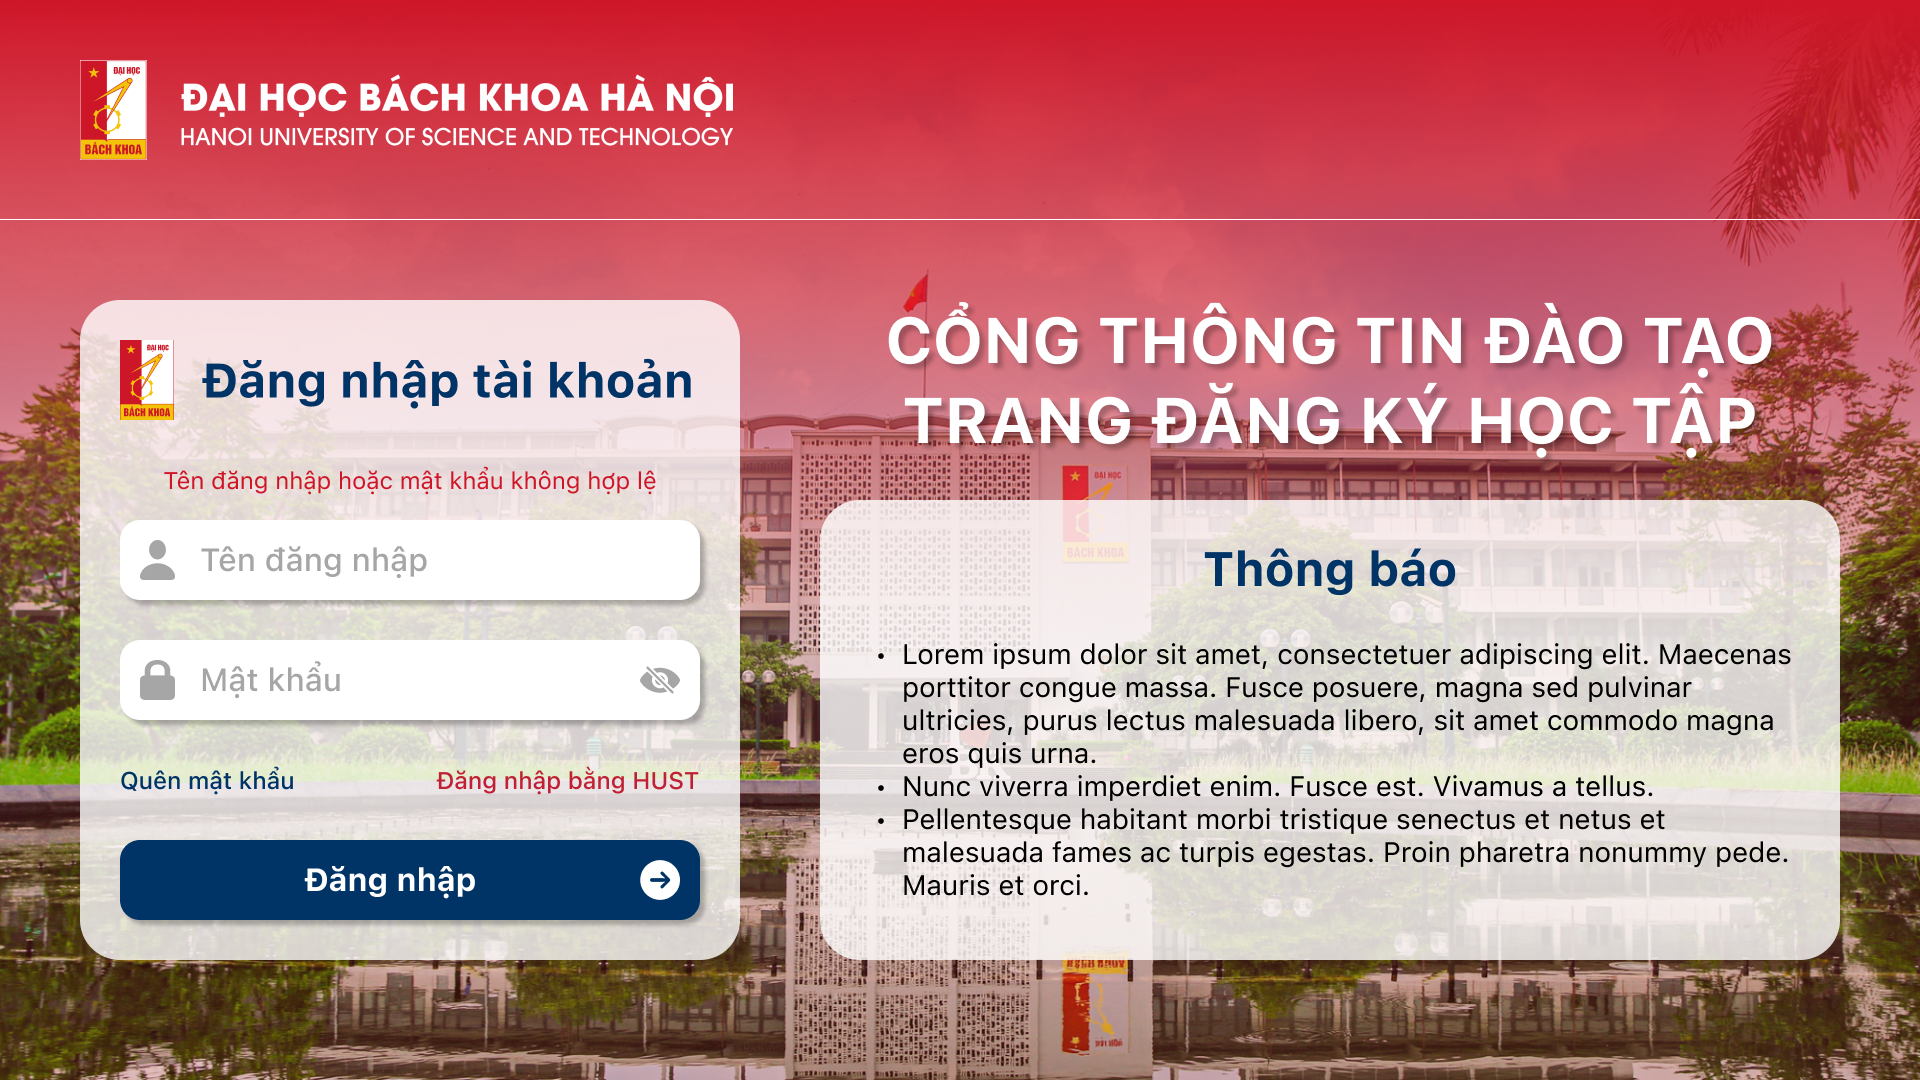 ĐẠI HỌC
BÁCH KHOA
ĐẠI HỌC BÁCH KHOA HÀ NỘI
HANOI UNIVERSITY OF SCIENCE AND TECHNOLOGY
ĐẠI HỌC
BÁCH KHOA
Đăng nhập tài khoản
Tên đăng nhập hoặc mật khẩu không hợp lệ
Tên đăng nhập
Mật khẩu
Quên mật khẩu
Đăng nhập bằng HUST
Đăng nhập
CỔNG THÔNG TIN ĐÀO TẠO
TRANG ĐĂNG KÝ HỌC TẬP
ĐẠI HỌC
BÁCH KHOA
Thông báo
• Lorem ipsum dolor sit amet, consectetuer adipiscing elit. Maecenas
porttitor congue massa. Fusce posuere, magna sed pulvinar
ultricies, purus lectus malesuada libero, sit amet commodo magna
eros quis urna.
• Nunc viverra imperdiet enim. Fusce est. Vivamus a tellus.
• Pellentesque habitant morbi tristique senectus et netus et
malesuada fames ac turpis egestas. Proin pharetra nonummy pede.
Mauris et orci.